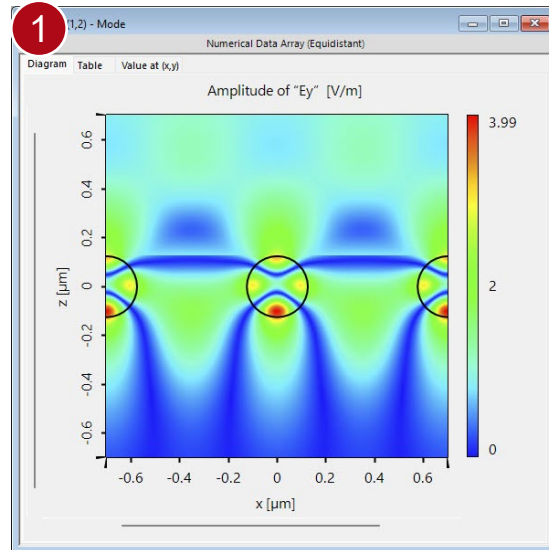 1
(1,2) - Mode
Numerical Data Array (Equidistant)
Diagram Table Value at (x,y)
Amplitude of "Ey" [V/m]
z [µm]
0.6
0.4
0.2
0
-0.2
-0.4
-0.6
-0.6 -0.4 -0.2 0 0.2 0.4 0.6
x [µm]
3.99
2
0